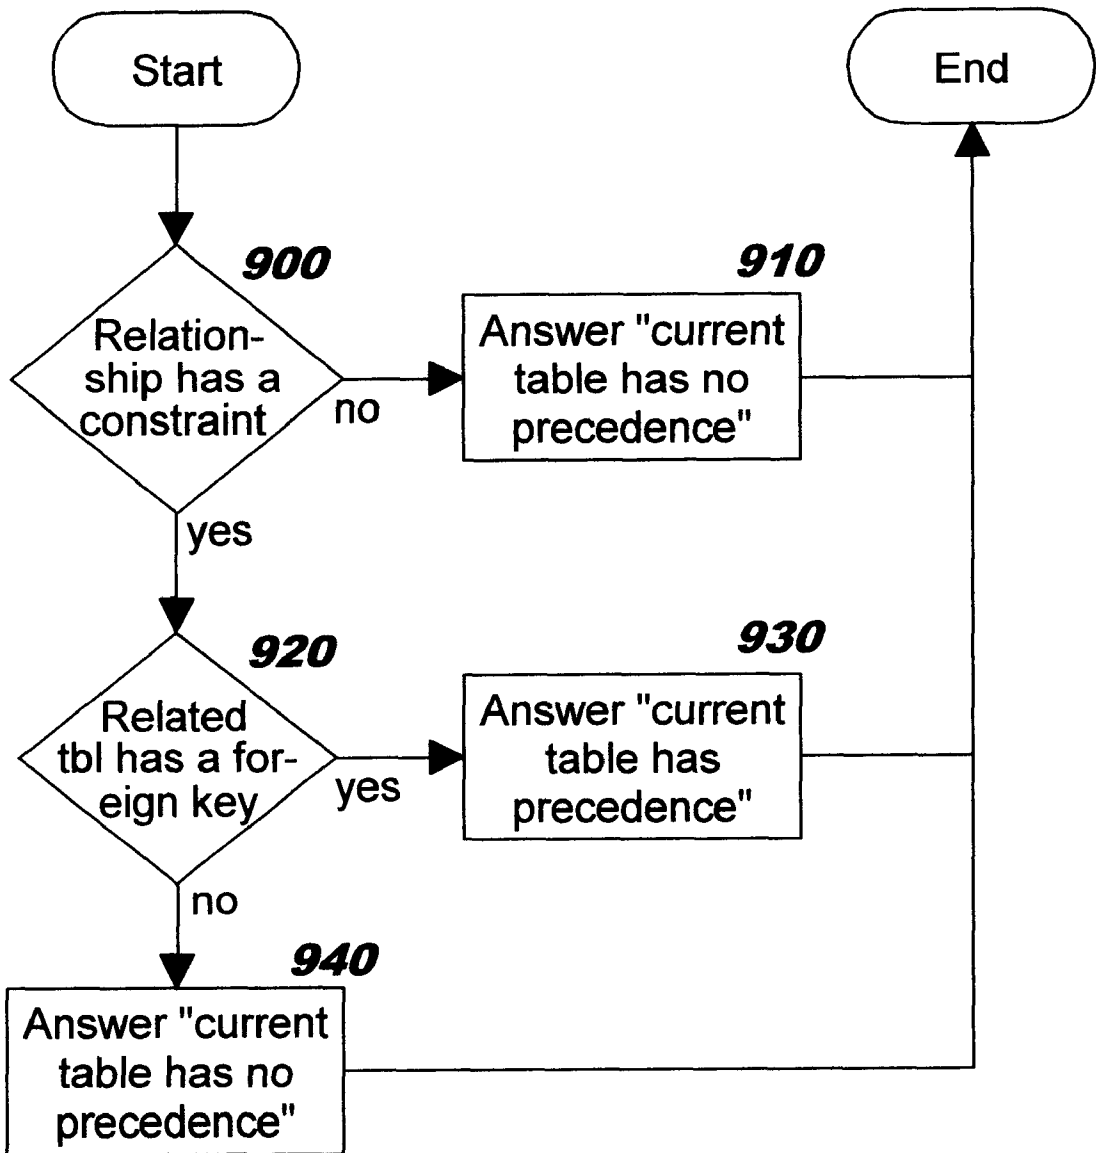 Start
End
900
Relation-
ship has a
constraint
no
yes
910
Answer "current
table has no
precedence"
920
Related
tbl has a for-
eign key
yes
no
930
Answer "current
table has
precedence"
940
Answer "current
table has no
precedence"